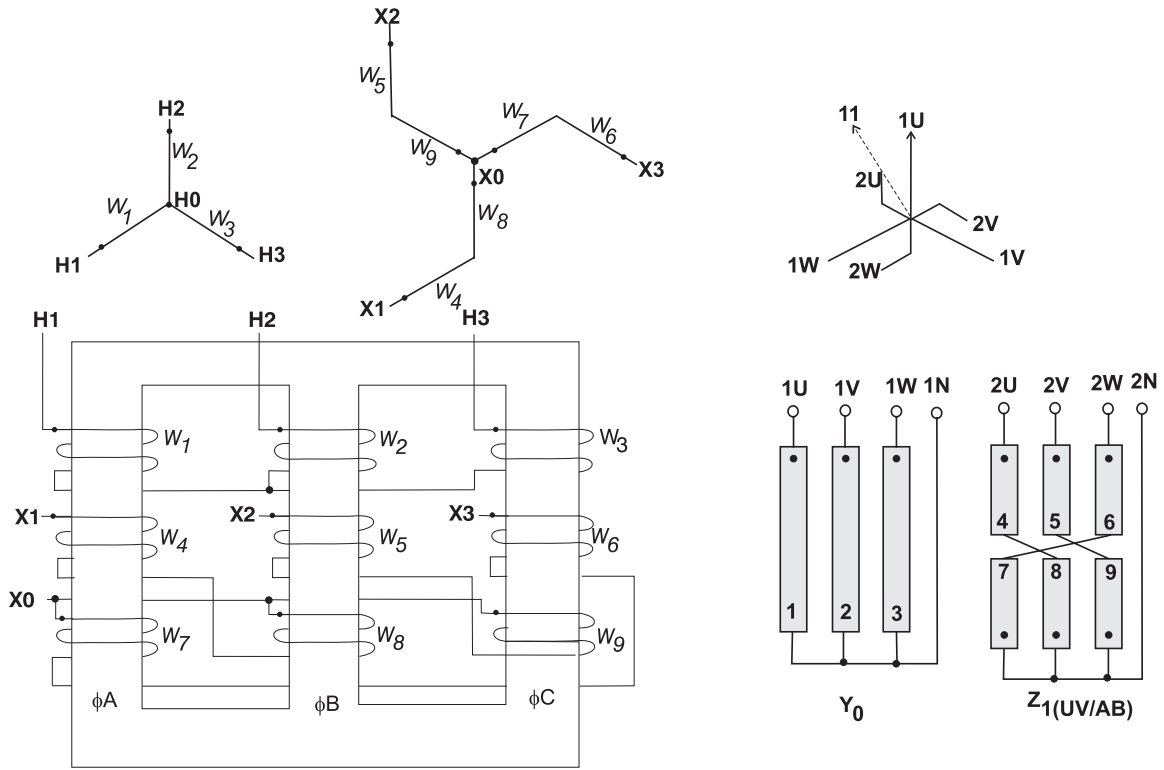 X2
W5
W9
X0
W7
W6
X3
W8
W4
X1
H2
W2
H0
W1
W3
H1
H3
11
1U
2U
2V
1W
2W
1V
H1
H2
H3
W1
W2
W3
X1
X2
X3
W4
W5
W6
X0
W7
W8
W9
ϕA
ϕB
ϕC
1U 1V 1W 1N
1 2 3
Y0
2U 2V 2W 2N
4 5 6
7 8 9
Z1(UV/AB)